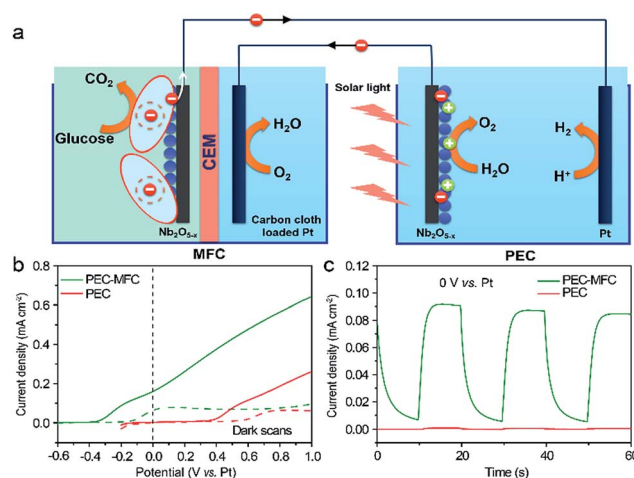 a
CO₂
Glucose
Nb₂O₅₋ₓ
CEM
H₂O
O₂
Carbon cloth
loaded Pt
MFC
Solar light
O₂
H₂O
Nb₂O₅₋ₓ
H₂
H⁺
Pt
PEC
b
PEC-MFC
PEC
Dark scans
Current density (mA cm⁻²)
0.8
0.6
0.4
0.2
0.0
-0.6 -0.4 -0.2 0.0 0.2 0.4 0.6 0.8 1.0
Potential (V vs. Pt)
c
0 V vs. Pt
PEC-MFC
PEC
Current density (mA cm⁻²)
0.12
0.10
0.08
0.06
0.04
0.02
0.00
0 20 40 60
Time (s)